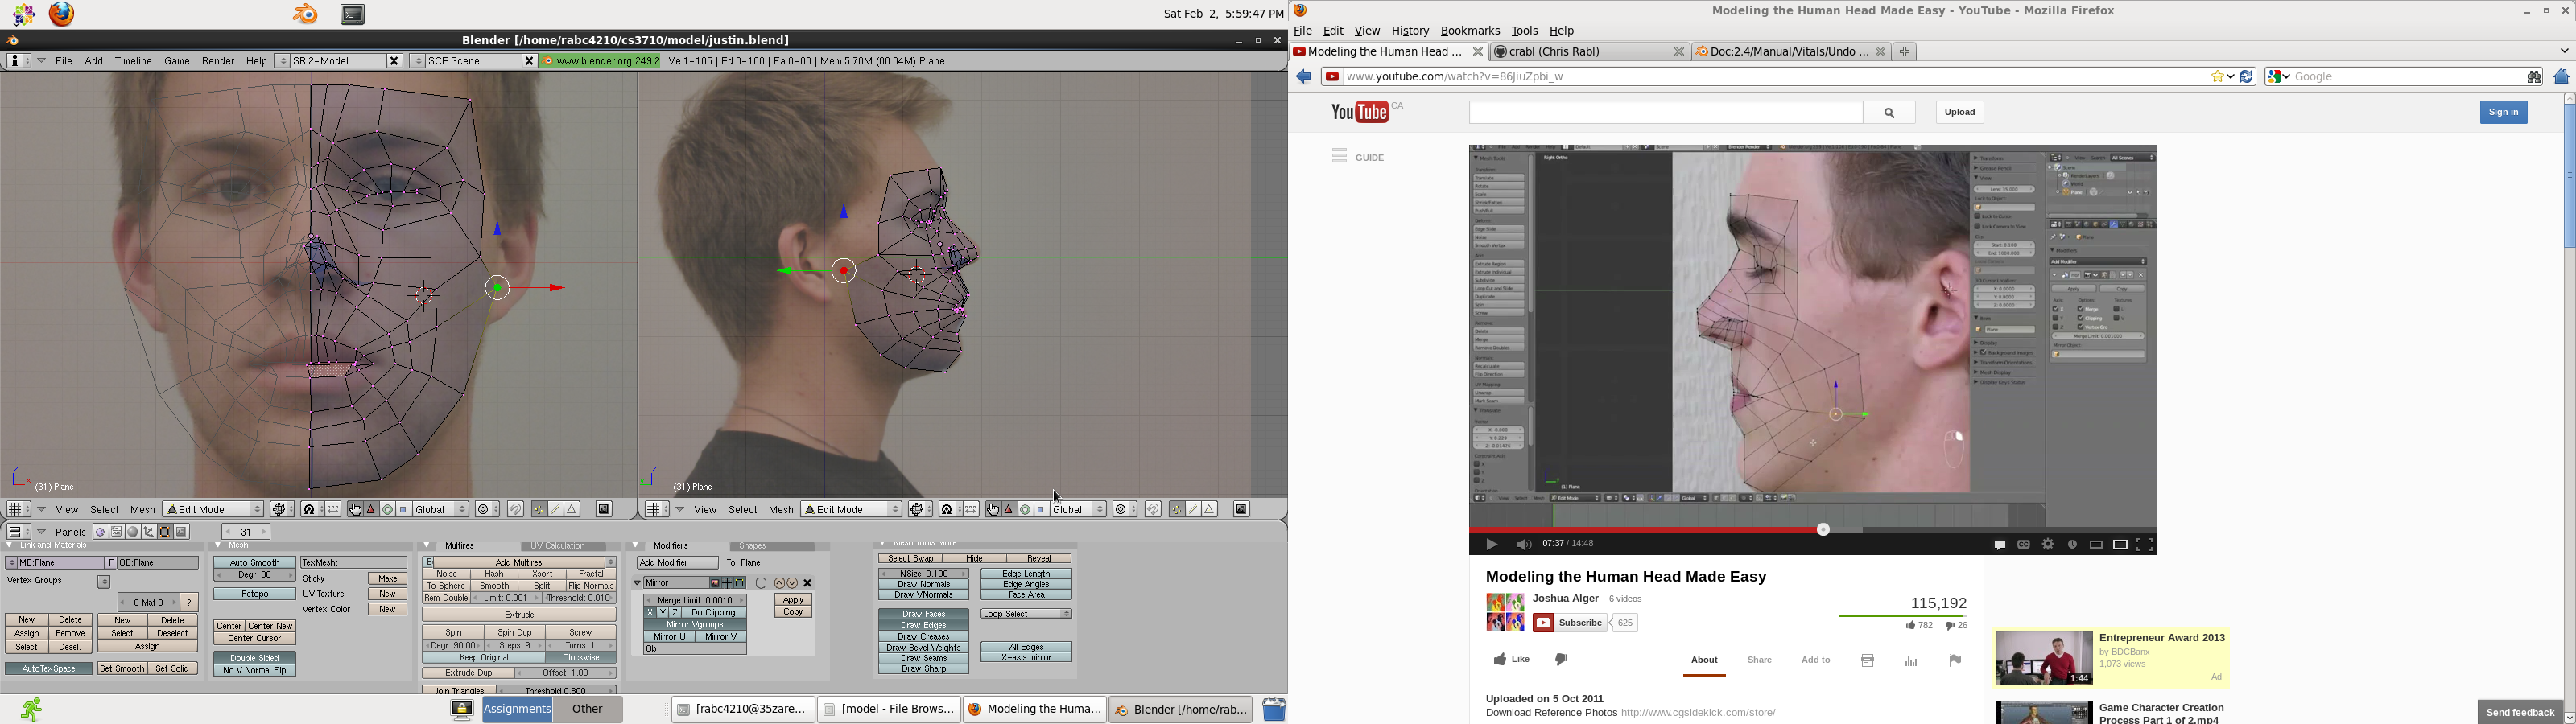 Sat Feb 2, 5:59:47 PM
Blender [/home/rabc4210/cs3710/model/justin.blend]
File Add Timeline Game Render Help SR:2-Model SCE:Scene www.blender.org 249.2 Ve:1-105 | Ed:0-188 | Fa:0-83 | Mem:5.70M (88.04M) Plane
(31) Plane
(31) Plane
View Select Mesh Edit Mode Global
View Select Mesh Edit Mode Global
Panels 31
Link and Materials
ME:Plane F OB:Plane
Vertex Groups
0 Mat 0 ?
New Delete New Delete
Assign Remove Select Deselect
Select Desel. Assign
AutoTexSpace Set Smooth Set Solid
Mesh
Auto Smooth TexMesh:
Degr: 30 Sticky Make
Retopo UV Texture New
Vertex Color New
Center Center New
Center Cursor
Double Sided
No V.Normal Flip
Multires UV Calculation
Add Multires
Noise Hash Xsort Fractal
To Sphere Smooth Split Flip Normals
Rem Double Limit: 0.001 Threshold: 0.010
Extrude
Spin Spin Dup Screw
Degr: 90.00 Steps: 9 Turns: 1
Keep Original Clockwise
Extrude Dup Offset: 1.00
Join Triangles Threshold 0.800
Modifiers Shapes
Add Modifier To: Plane
Mirror
Merge Limit: 0.0010 Apply
X Y Z Do Clipping Copy
Mirror Vgroups
Mirror U Mirror V
Ob:
Mesh Tools More
Select Swap Hide Reveal
NSize: 0.100 Edge Length
Draw Normals Edge Angles
Draw VNormals Face Area
Draw Faces Loop Select
Draw Edges
Draw Creases
Draw Bevel Weights All Edges
Draw Seams X-axis mirror
Draw Sharp
Assignments Other [rabc4210@35zare... [model - File Brows... Modeling the Huma... Blender [/home/rab...
Modeling the Human Head Made Easy - YouTube - Mozilla Firefox
File Edit View History Bookmarks Tools Help
Modeling the Human Head ... crabl (Chris Rabl) Doc:2.4/Manual/Vitals/Undo ...
www.youtube.com/watch?v=86JiuZpbi_w Google
YouTube CA Upload Sign in
GUIDE
Right Ortho
(1) Plane
07:37 / 14:48
Modeling the Human Head Made Easy
Joshua Alger · 6 videos
Subscribe 625
115,192
782 26
Like About Share Add to
Uploaded on 5 Oct 2011
Download Reference Photos http://www.cgsidekick.com/store/
Entrepreneur Award 2013
by BDCBanx
1,073 views
1:44
Ad
Game Character Creation
Process Part 1 of 2.mp4
Send feedback